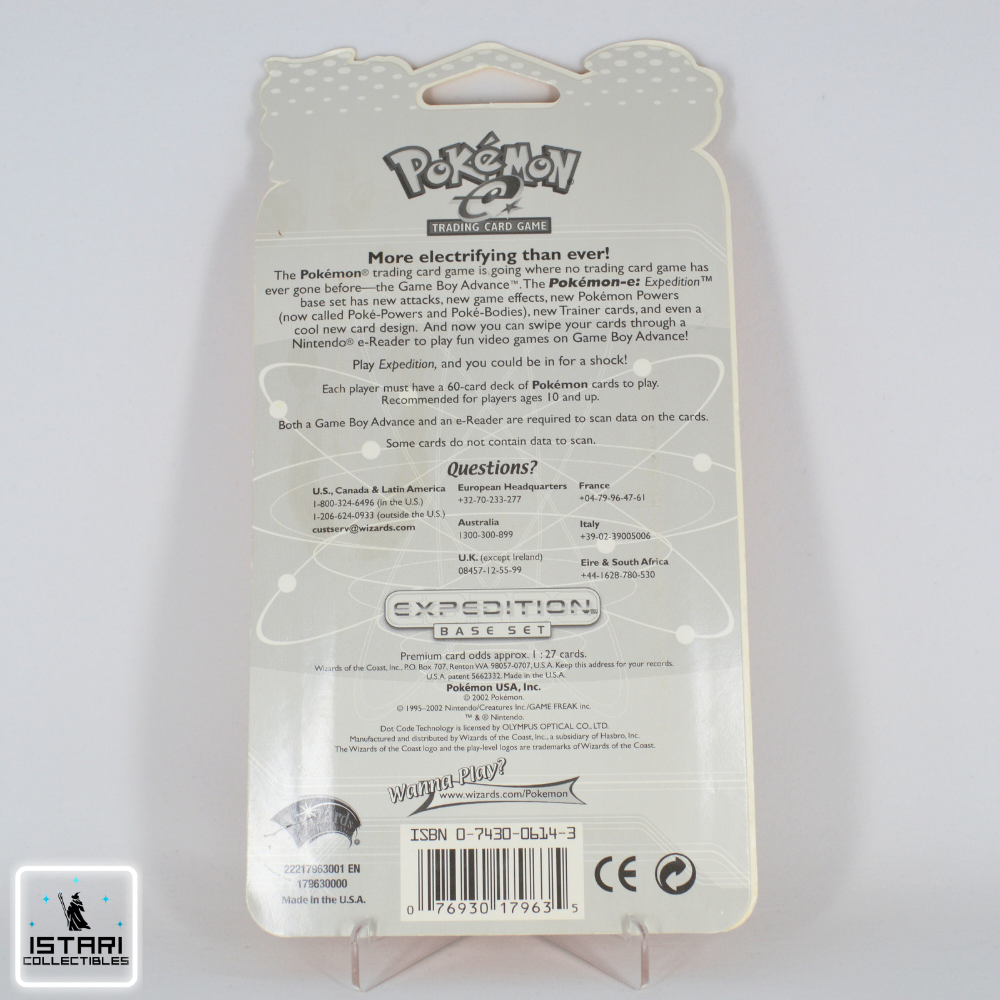 POKéMON
e
TRADING CARD GAME
More electrifying than ever!
The Pokémon® trading card game is going where no trading card game has
ever gone before—the Game Boy Advance™. The Pokémon-e: Expedition™
base set has new attacks, new game effects, new Pokémon Powers
(now called Poké-Powers and Poké-Bodies), new Trainer cards, and even a
cool new card design. And now you can swipe your cards through a
Nintendo® e-Reader to play fun video games on Game Boy Advance!
Play Expedition, and you could be in for a shock!
Each player must have a 60-card deck of Pokémon cards to play.
Recommended for players ages 10 and up.
Both a Game Boy Advance and an e-Reader are required to scan data on the cards.
Some cards do not contain data to scan.
Questions?
U.S., Canada & Latin America
1-800-324-6496 (in the U.S.)
1-206-624-0933 (outside the U.S.)
custserv@wizards.com
European Headquarters
+32-70-233-277
Australia
1300-300-899
U.K. (except Ireland)
08457-12-55-99
France
+04-79-96-47-61
Italy
+39-02-39005006
Eire & South Africa
+44-1628-780-530
EXPEDITION™
BASE SET
Premium card odds approx. 1 : 27 cards.
Wizards of the Coast, Inc., P.O. Box 707, Renton WA 98057-0707, U.S.A. Keep this address for your records.
U.S.A. patent 5662332. Made in the U.S.A.
Pokémon USA, Inc.
© 2002 Pokémon.
© 1995–2002 Nintendo/Creatures Inc./GAME FREAK inc.
™ & ® Nintendo.
Dot Code Technology is licensed by OLYMPUS OPTICAL CO., LTD.
Manufactured and distributed by Wizards of the Coast, Inc., a subsidiary of Hasbro, Inc.
The Wizards of the Coast logo and the play-level logos are trademarks of Wizards of the Coast.
Wanna Play?
www.wizards.com/Pokemon
Wizards
®
22217963001 EN
179630000
Made in the U.S.A.
ISBN 0-7430-0614-3
0 76930 17963 5
CE
ISTARI
COLLECTIBLES